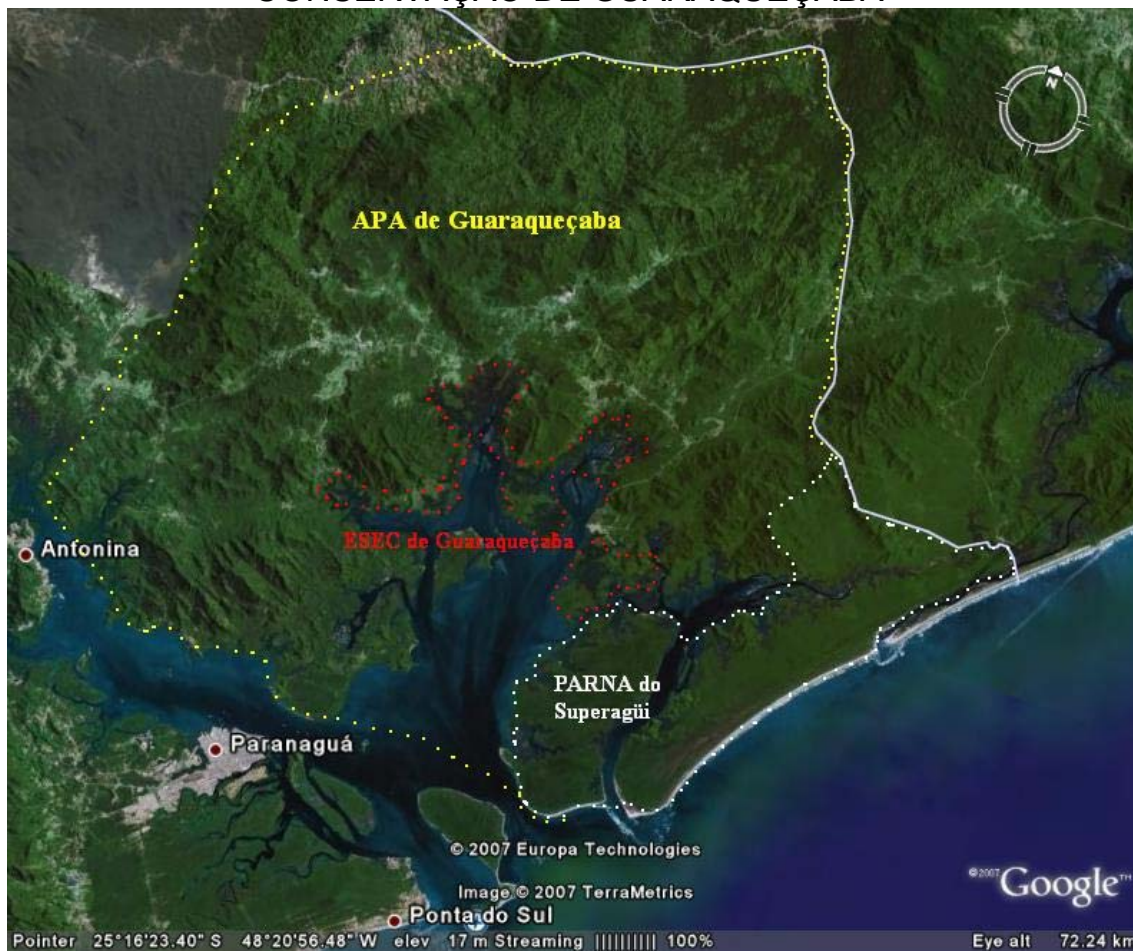 N
APA de Guaraqueçaba
Antonina
ESEC de Guaraqueçaba
PARNA do
Superagüi
Paranaguá
© 2007 Europa Technologies
©2007 Google™
Image © 2007 TerraMetrics
Ponta do Sul
Pointer 25°16'23.40" S 48°20'56.48" W elev 17 m Streaming |||||||||| 100% Eye alt 72.24 km